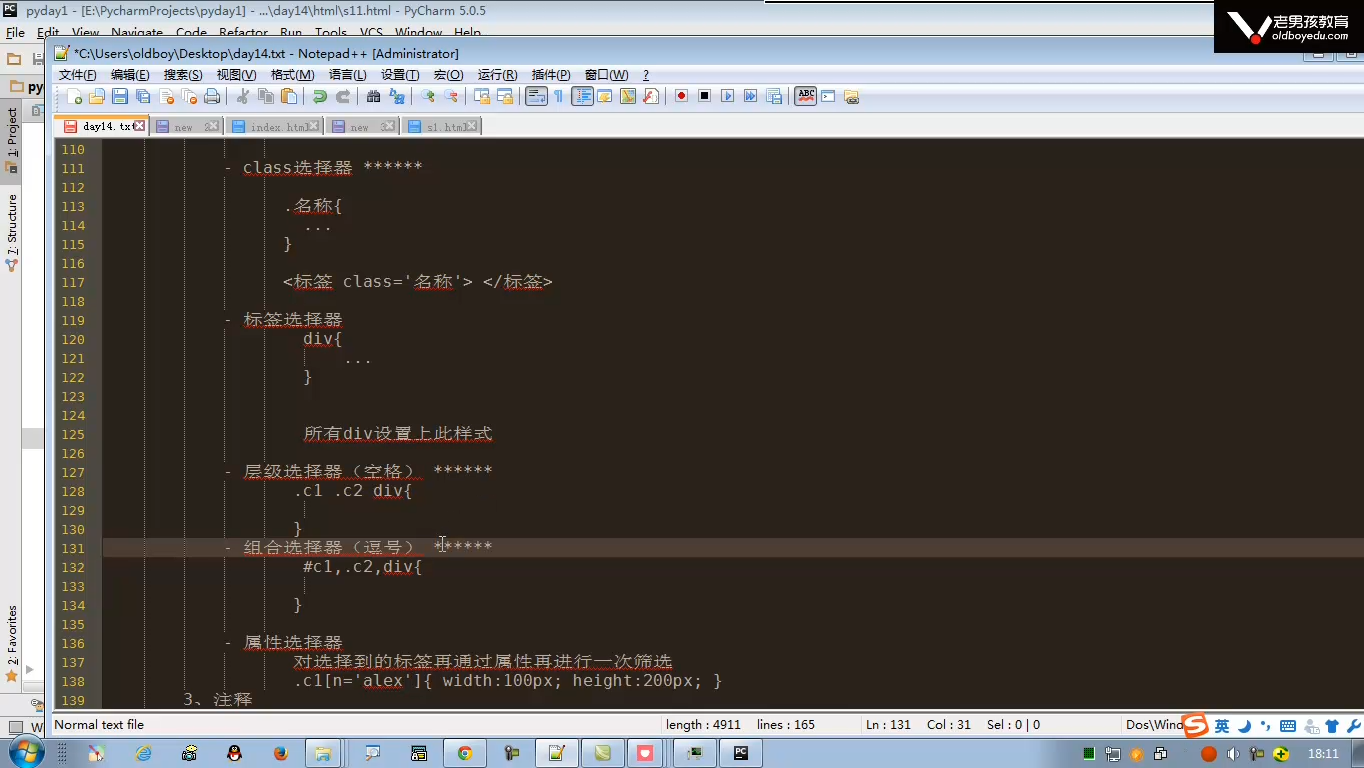 pyday1 - [E:\PycharmProjects\pyday1] - ...\day14\html\s11.html - PyCharm 5.0.5
File Edit View Navigate Code Refactor Run Tools VCS Window Help
老男孩教育
oldboyedu.com
*C:\Users\oldboy\Desktop\day14.txt - Notepad++ [Administrator]
文件(F) 编辑(E) 搜索(S) 视图(V) 格式(M) 语言(L) 设置(T) 宏(O) 运行(R) 插件(P) 窗口(W) ?
day14.txt new 2 index.html new 3 s1.html
py
1: Project
7: Structure
2: Favorites
110
111 - class选择器 ******
112
113 .名称{
114 ...
115 }
116
117 <标签 class='名称'> </标签>
118
119 - 标签选择器
120 div{
121 ...
122 }
123
124
125 所有div设置上此样式
126
127 - 层级选择器（空格） ******
128 .c1 .c2 div{
129
130 }
131 - 组合选择器（逗号） ******
132 #c1,.c2,div{
133
134 }
135
136 - 属性选择器
137 对选择到的标签再通过属性再进行一次筛选
138 .c1[n='alex']{ width:100px; height:200px; }
139 3、注释
Normal text file length : 4911 lines : 165 Ln : 131 Col : 31 Sel : 0 | 0 Dos\Windo
英
18:11